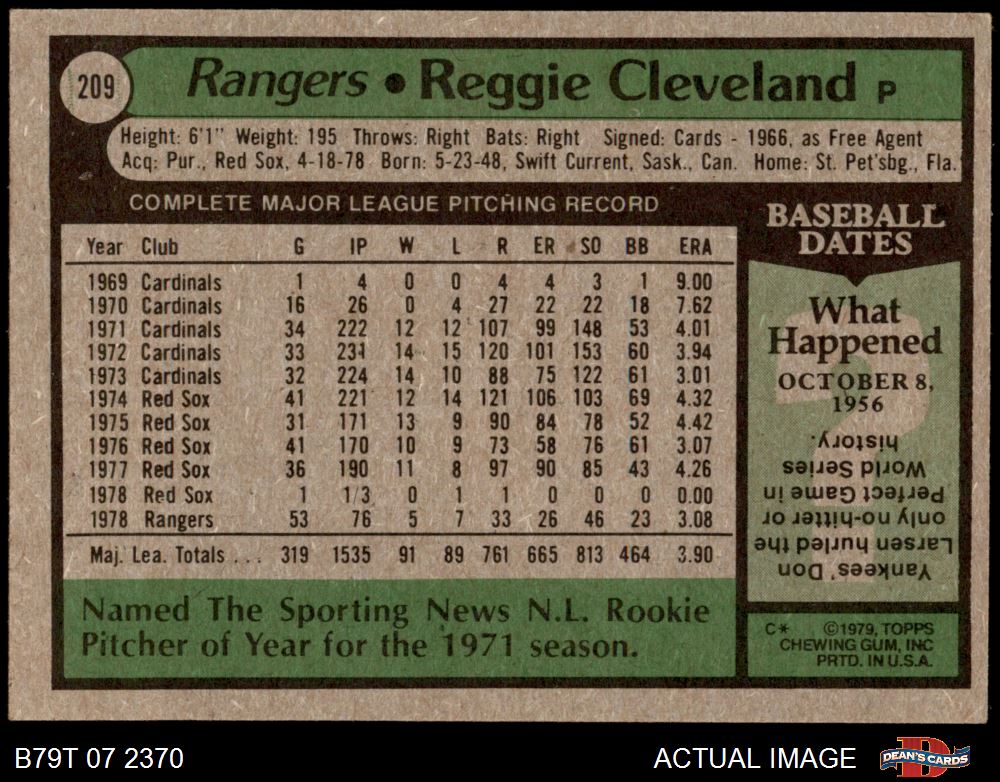 209
Rangers • Reggie Cleveland P
Height: 6'1" Weight: 195 Throws: Right Bats: Right Signed: Cards - 1966, as Free Agent
Acq: Pur., Red Sox, 4-18-78 Born: 5-23-48, Swift Current, Sask., Can. Home: St. Pet'sbg., Fla.
COMPLETE MAJOR LEAGUE PITCHING RECORD
Year Club G IP W L R ER SO BB ERA
1969 Cardinals 1 4 0 0 4 4 3 1 9.00
1970 Cardinals 16 26 0 4 27 22 22 18 7.62
1971 Cardinals 34 222 12 12 107 99 148 53 4.01
1972 Cardinals 33 231 14 15 120 101 153 60 3.94
1973 Cardinals 32 224 14 10 88 75 122 61 3.01
1974 Red Sox 41 221 12 14 121 106 103 69 4.32
1975 Red Sox 31 171 13 9 90 84 78 52 4.42
1976 Red Sox 41 170 10 9 73 58 76 61 3.07
1977 Red Sox 36 190 11 8 97 90 85 43 4.26
1978 Red Sox 1 1/3 0 1 1 0 0 0 0.00
1978 Rangers 53 76 5 7 33 26 46 23 3.08
Maj. Lea. Totals ... 319 1535 91 89 761 665 813 464 3.90
Named The Sporting News N.L. Rookie
Pitcher of Year for the 1971 season.
BASEBALL
DATES
What
Happened
OCTOBER 8,
1956
Yankees' Don
Larsen hurled the
only no-hitter or
Perfect Game in
World Series
history.
C* ©1979, TOPPS
CHEWING GUM, INC
PRTD. IN U.S.A.
B79T 07 2370
ACTUAL IMAGE
DEAN'S CARDS